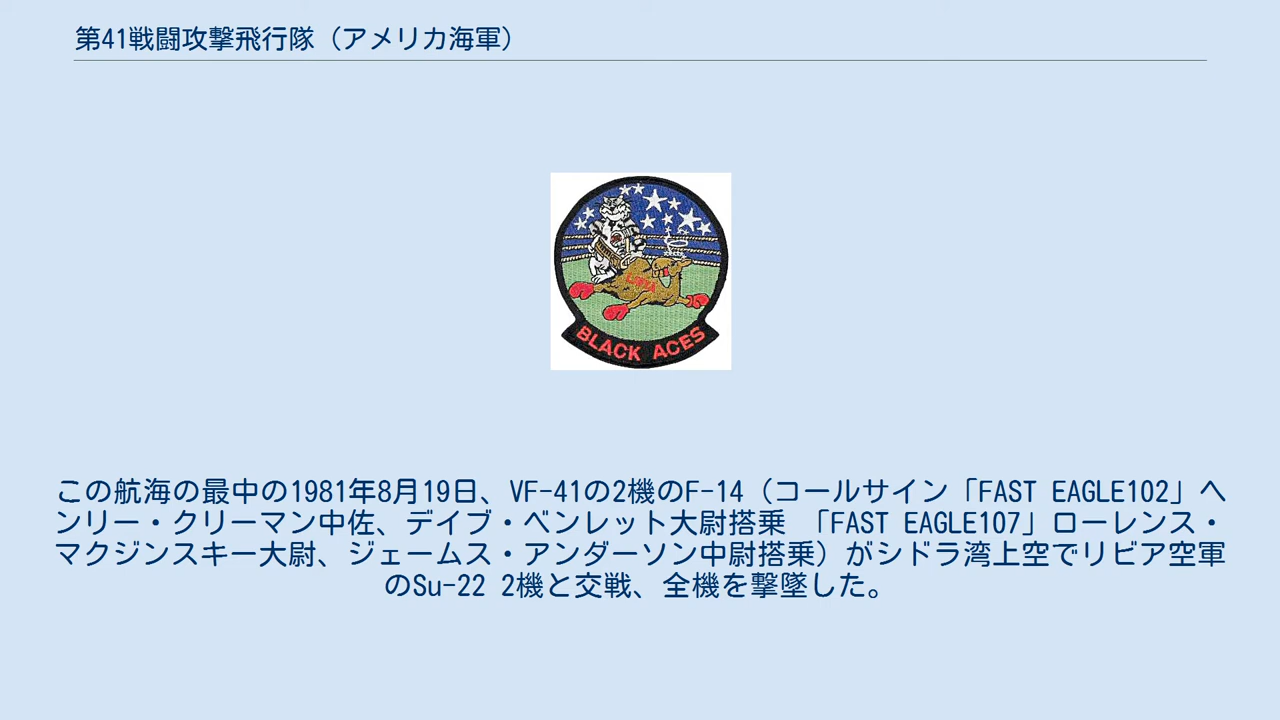 第41戦闘攻撃飛行隊（アメリカ海軍）
LIBYA
BLACK ACES
この航海の最中の1981年8月19日、VF-41の2機のF-14（コールサイン「FAST EAGLE102」ヘ
ンリー・クリーマン中佐、デイブ・ベンレット大尉搭乗 「FAST EAGLE107」ローレンス・
マクジンスキー大尉、ジェームス・アンダーソン中尉搭乗）がシドラ湾上空でリビア空軍
のSu-22 2機と交戦、全機を撃墜した。